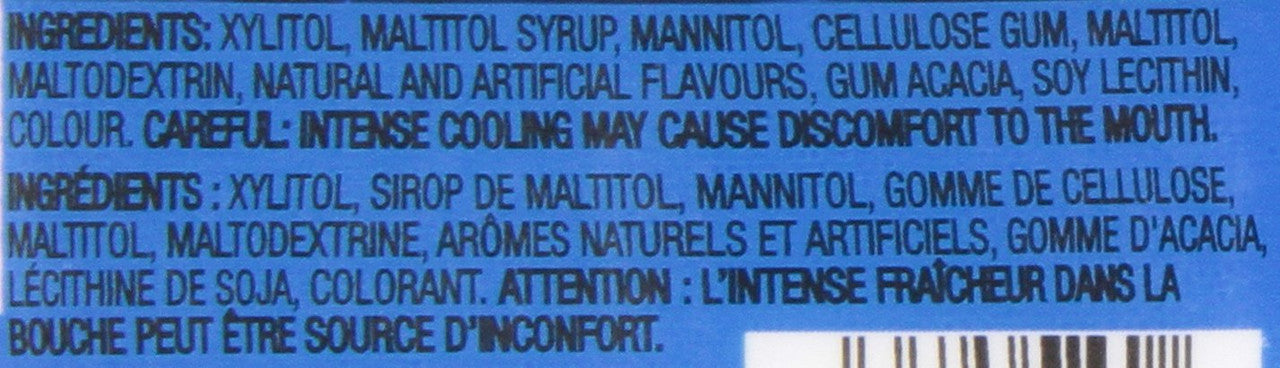 INGREDIENTS: XYLITOL, MALTITOL SYRUP, MANNITOL, CELLULOSE GUM, MALTITOL,
MALTODEXTRIN, NATURAL AND ARTIFICIAL FLAVOURS, GUM ACACIA, SOY LECITHIN,
COLOUR. CAREFUL: INTENSE COOLING MAY CAUSE DISCOMFORT TO THE MOUTH.
INGRÉDIENTS : XYLITOL, SIROP DE MALTITOL, MANNITOL, GOMME DE CELLULOSE,
MALTITOL, MALTODEXTRINE, ARÔMES NATURELS ET ARTIFICIELS, GOMME D'ACACIA,
LÉCITHINE DE SOJA, COLORANT. ATTENTION : L'INTENSE FRAÎCHEUR DANS LA
BOUCHE PEUT ÊTRE SOURCE D'INCONFORT.